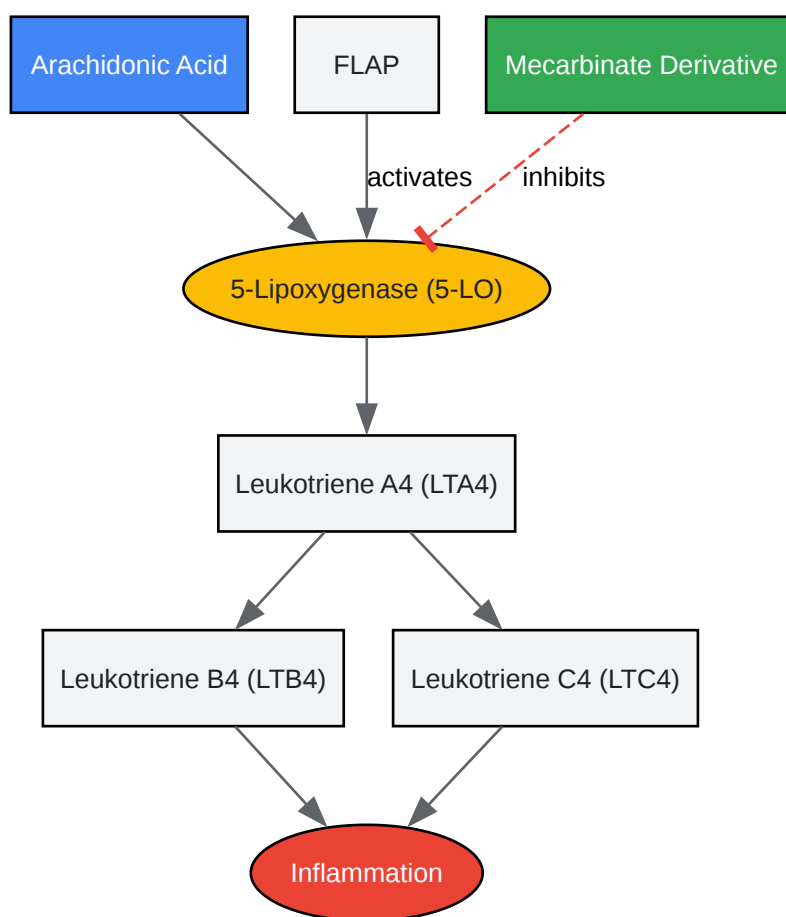 Arachidonic Acid
FLAP
Mecarbinate Derivative
activates
inhibits
5-Lipoxygenase (5-LO)
Leukotriene A4 (LTA4)
Leukotriene B4 (LTB4)
Leukotriene C4 (LTC4)
Inflammation